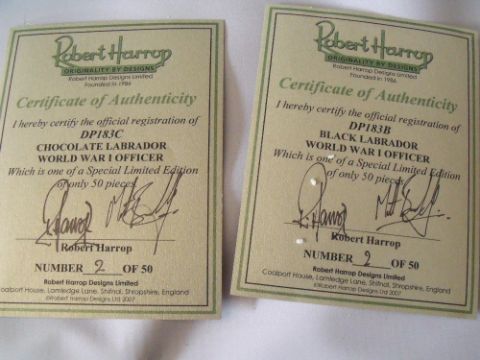 Robert Harrop
ORIGINALITY BY DESIGNS
Robert Harrop Designs Limited
Founded in 1986
Certificate of Authenticity
I hereby certify the official registration of
DP183C
CHOCOLATE LABRADOR
WORLD WAR I OFFICER
Which is one of a Special Limited Edition
of only 50 pieces
R Harrop
Robert Harrop
NUMBER 2 OF 50
Robert Harrop Designs Limited
Coalport House, Lamledge Lane, Shifnal, Shropshire, England
©Robert Harrop Designs Ltd 2007
Robert Harrop
ORIGINALITY BY DESIGNS
Robert Harrop Designs Limited
Founded in 1986
Certificate of Authenticity
I hereby certify the official registration of
DP183B
BLACK LABRADOR
WORLD WAR I OFFICER
Which is one of a Special Limited Edition
of only 50 pieces
R Harrop
Robert Harrop
NUMBER 2 OF 50
Robert Harrop Designs Limited
Coalport House, Lamledge Lane, Shifnal, Shropshire, England
©Robert Harrop Designs Ltd 2007